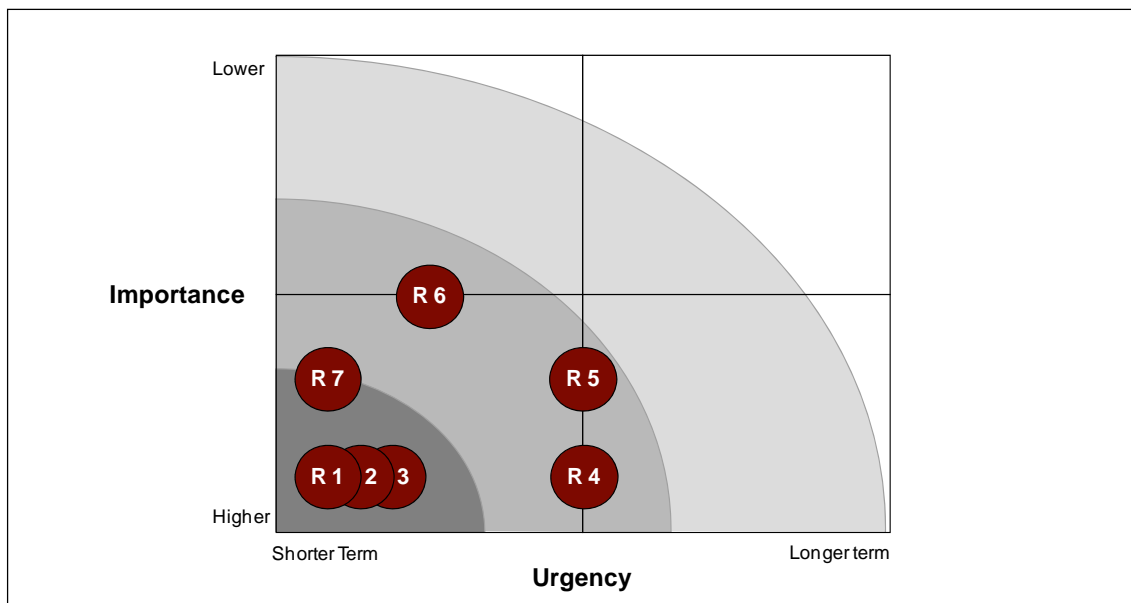 Lower
Importance
R 6
R 7
R 5
R 1
2
3
R 4
Higher
Shorter Term
Longer term
Urgency